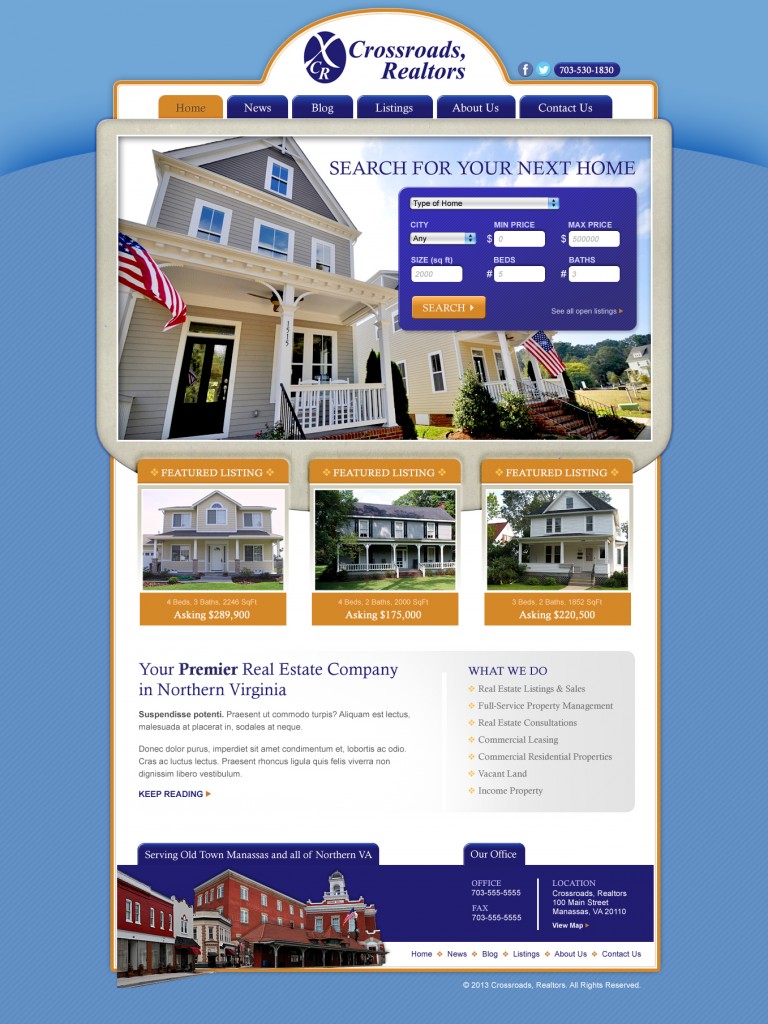 XCR
Crossroads,
Realtors
f
703-530-1830
Home News Blog Listings About Us Contact Us
SEARCH FOR YOUR NEXT HOME
Type of Home
CITY MIN PRICE MAX PRICE
Any $ 0 $ 500000
SIZE (sq ft) BEDS BATHS
2000 # 5 # 3
SEARCH
See all open listings
1515
FEATURED LISTING FEATURED LISTING FEATURED LISTING
4 Beds, 3 Baths, 2246 SqFt
Asking $289,900
4 Beds, 2 Baths, 2000 SqFt
Asking $175,000
3 Beds, 2 Baths, 1852 SqFt
Asking $220,500
Your Premier Real Estate Company
in Northern Virginia
Suspendisse potenti. Praesent ut commodo turpis? Aliquam est lectus,
malesuada at placerat in, sodales at neque.
Donec dolor purus, imperdiet sit amet condimentum et, lobortis ac odio.
Cras ac luctus lectus. Praesent rhoncus ligula quis felis viverra non
dignissim libero vestibulum.
KEEP READING
WHAT WE DO
Real Estate Listings & Sales
Full-Service Property Management
Real Estate Consultations
Commercial Leasing
Commercial Residential Properties
Vacant Land
Income Property
Serving Old Town Manassas and all of Northern VA
Our Office
OFFICE
703-555-5555
FAX
703-555-5555
LOCATION
Crossroads, Realtors
100 Main Street
Manassas, VA 20110
View Map
Home News Blog Listings About Us Contact Us
© 2013 Crossroads, Realtors. All Rights Reserved.